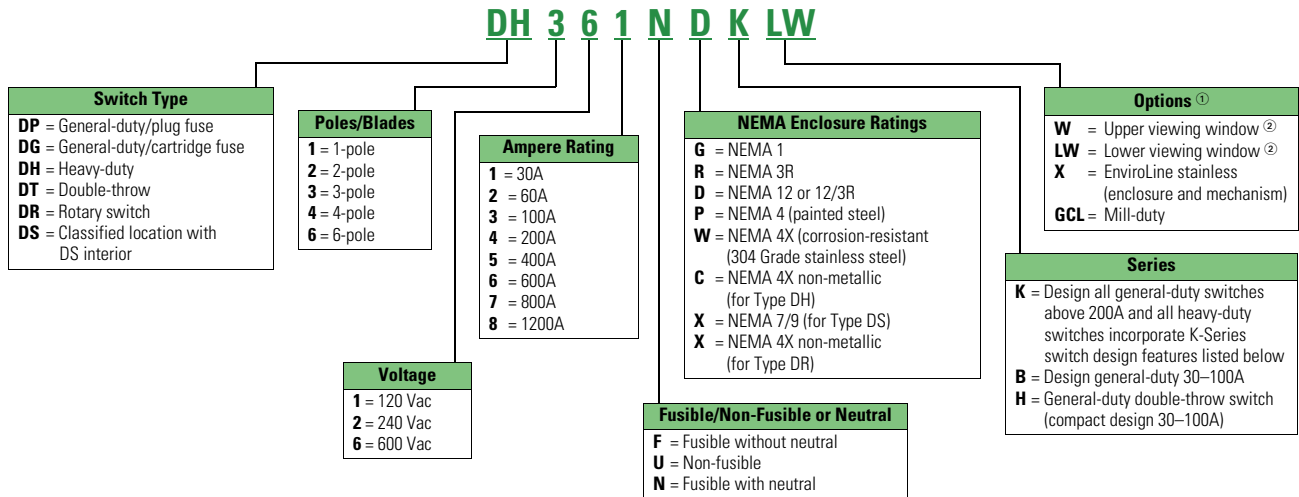 DH 3 6 1 N D K LW
Switch Type
DP = General-duty/plug fuse
DG = General-duty/cartridge fuse
DH = Heavy-duty
DT = Double-throw
DR = Rotary switch
DS = Classified location with
DS interior
Poles/Blades
1 = 1-pole
2 = 2-pole
3 = 3-pole
4 = 4-pole
6 = 6-pole
Voltage
1 = 120 Vac
2 = 240 Vac
6 = 600 Vac
Ampere Rating
1 = 30A
2 = 60A
3 = 100A
4 = 200A
5 = 400A
6 = 600A
7 = 800A
8 = 1200A
Fusible/Non-Fusible or Neutral
F = Fusible without neutral
U = Non-fusible
N = Fusible with neutral
NEMA Enclosure Ratings
G = NEMA 1
R = NEMA 3R
D = NEMA 12 or 12/3R
P = NEMA 4 (painted steel)
W = NEMA 4X (corrosion-resistant
(304 Grade stainless steel)
C = NEMA 4X non-metallic
(for Type DH)
X = NEMA 7/9 (for Type DS)
X = NEMA 4X non-metallic
(for Type DR)
Options ①
W = Upper viewing window ②
LW = Lower viewing window ②
X = EnviroLine stainless
(enclosure and mechanism)
GCL = Mill-duty
Series
K = Design all general-duty switches
above 200A and all heavy-duty
switches incorporate K-Series
switch design features listed below
B = Design general-duty 30–100A
H = General-duty double-throw switch
(compact design 30–100A)